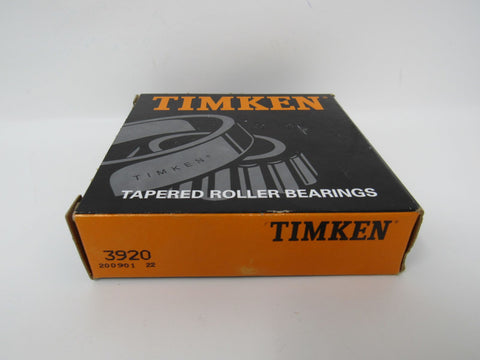 TIMKEN
TIMKEN®
TAPERED ROLLER BEARINGS
TIMKEN
3920
200901 22